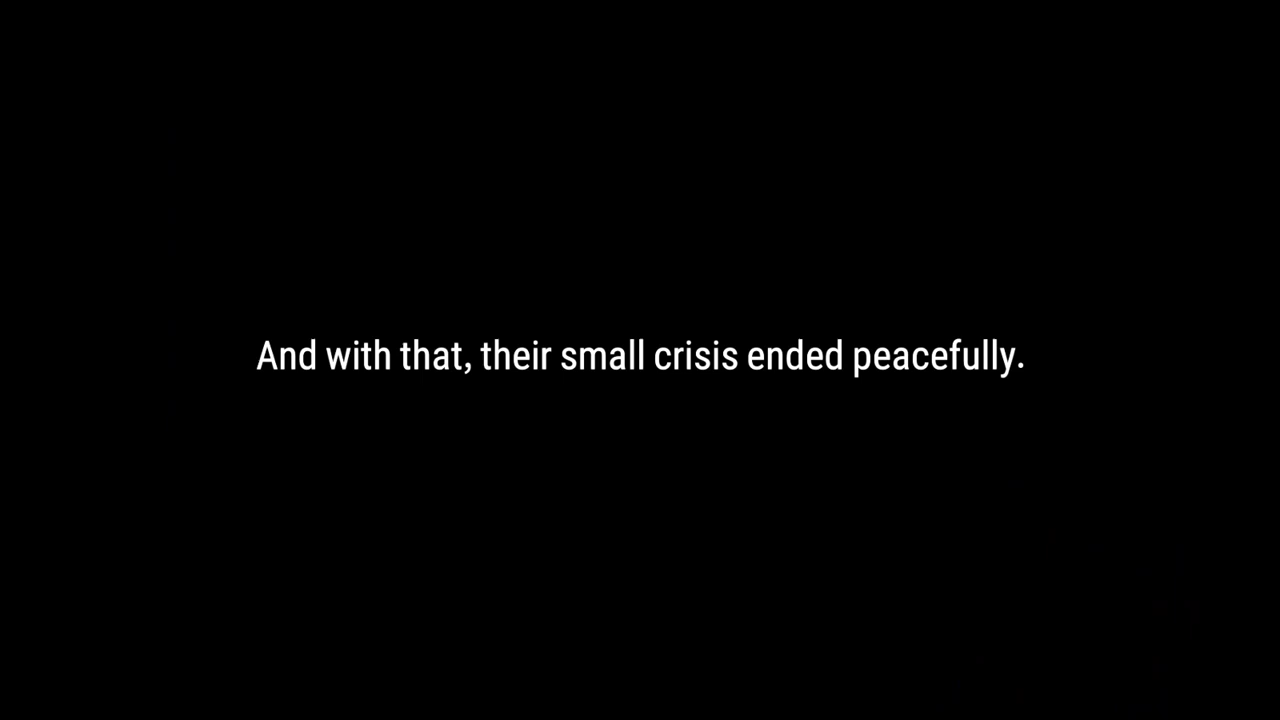 And with that, their small crisis ended peacefully.